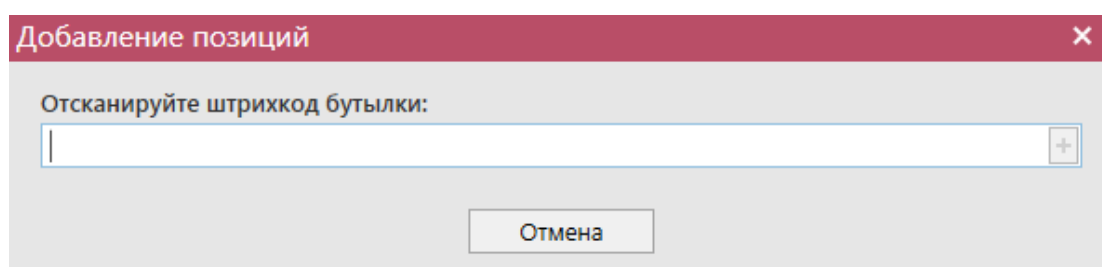 Добавление позиций
Отсканируйте штрихкод бутылки:
Отмена